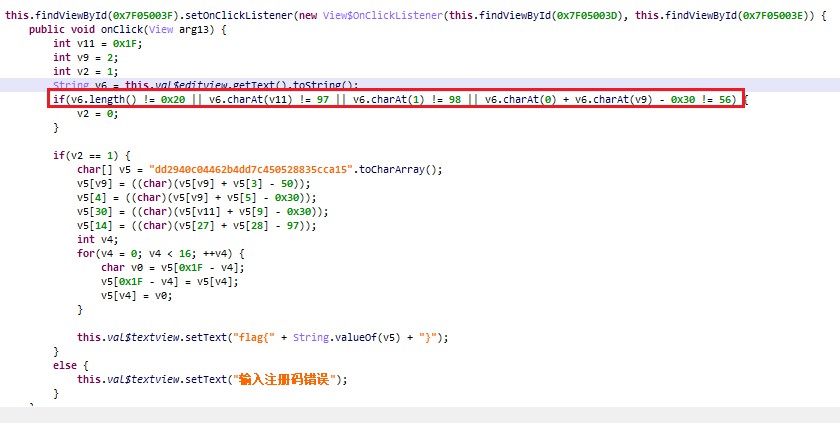 this.findViewById(0x7F05003F).setOnClickListener(new View$OnClickListener(this.findViewById(0x7F05003D), this.findViewById(0x7F05003E)) {
public void onClick(View arg13) {
int v11 = 0x1F;
int v9 = 2;
int v2 = 1;
String v6 = this.val$editview.getText().toString();
if(v6.length() != 0x20 || v6.charAt(v11) != 97 || v6.charAt(1) != 98 || v6.charAt(0) + v6.charAt(v9) - 0x30 != 56) {
v2 = 0;
}
if(v2 == 1) {
char[] v5 = "dd2940c04462b4dd7c450528835cca15".toCharArray();
v5[v9] = ((char)(v5[v9] + v5[3] - 50));
v5[4] = ((char)(v5[v9] + v5[5] - 0x30));
v5[30] = ((char)(v5[v11] + v5[9] - 0x30));
v5[14] = ((char)(v5[27] + v5[28] - 97));
int v4;
for(v4 = 0; v4 < 16; ++v4) {
char v0 = v5[0x1F - v4];
v5[0x1F - v4] = v5[v4];
v5[v4] = v0;
}
this.val$textview.setText("flag{" + String.valueOf(v5) + "}");
}
else {
this.val$textview.setText("输入注册码错误");
}